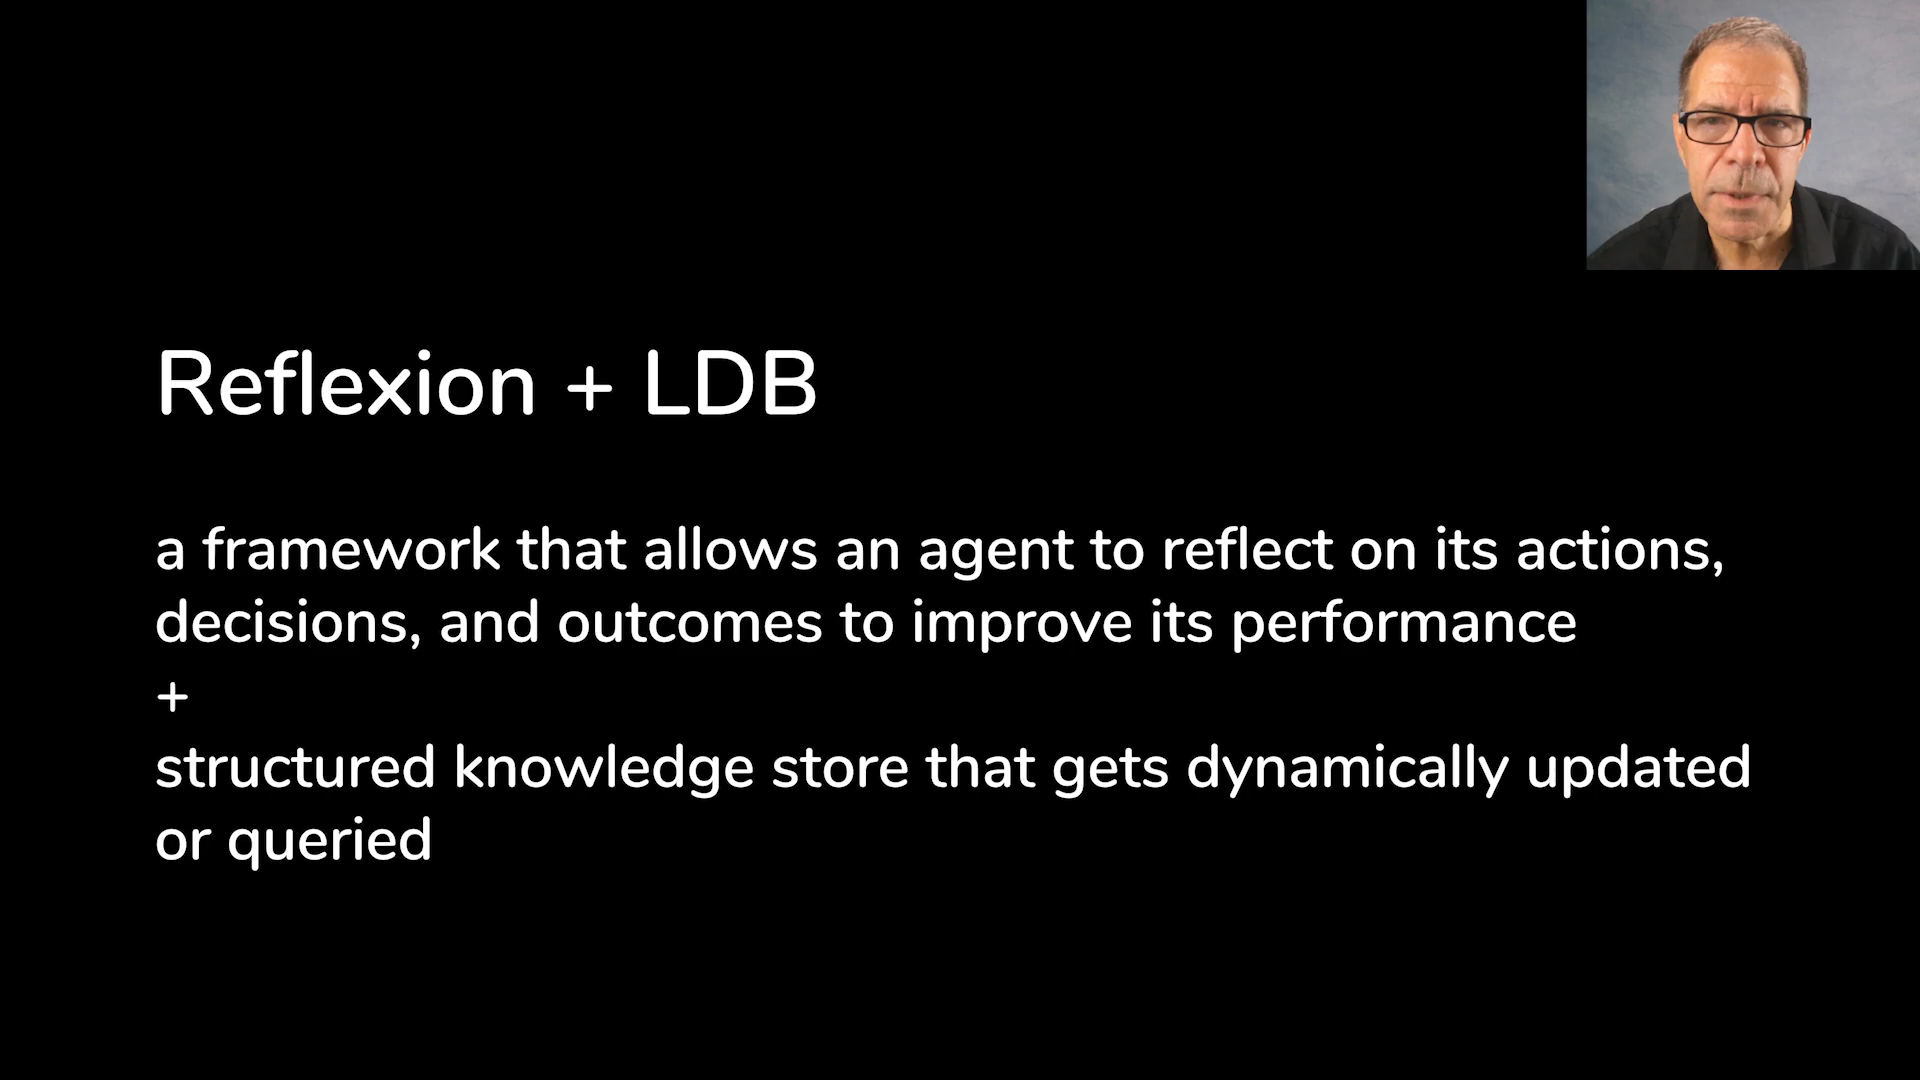 Reflexion + LDB
a framework that allows an agent to reflect on its actions,
decisions, and outcomes to improve its performance
+
structured knowledge store that gets dynamically updated
or queried